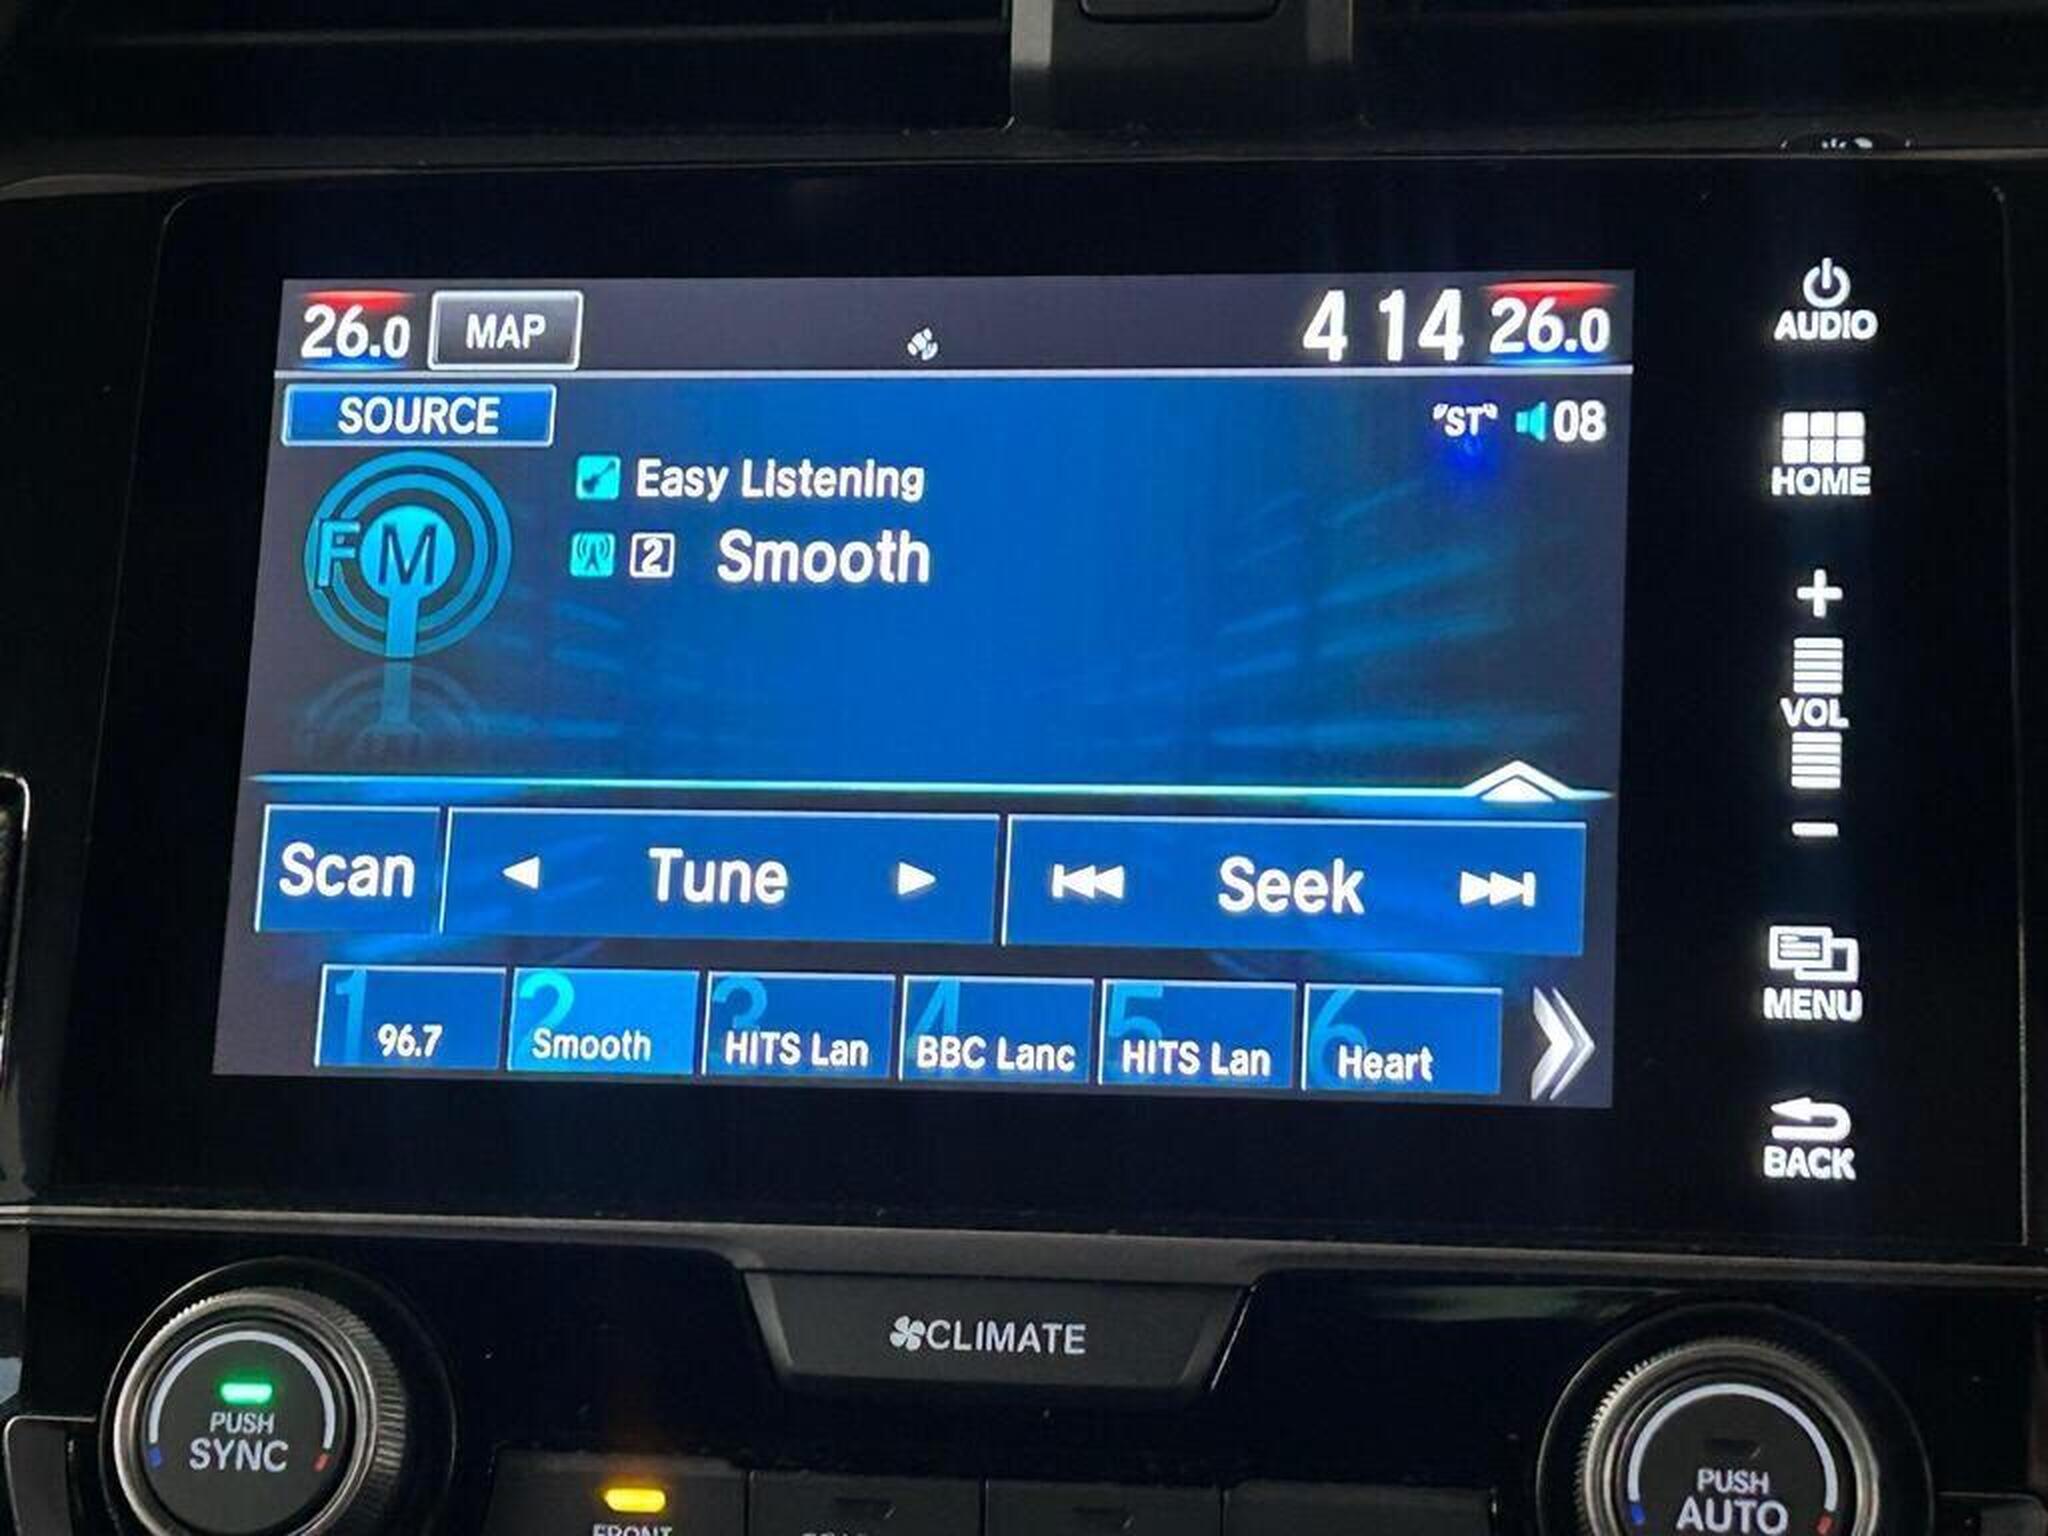 26.0 MAP 4 14 26.0
SOURCE "ST" 08
Easy Listening
FM 2 Smooth
Scan Tune Seek
1 96.7
2 Smooth
3 HITS Lan
4 BBC Lanc
5 HITS Lan
6 Heart
AUDIO
HOME
+
VOL
−
MENU
BACK
CLIMATE
PUSH
SYNC
PUSH
AUTO
FRONT